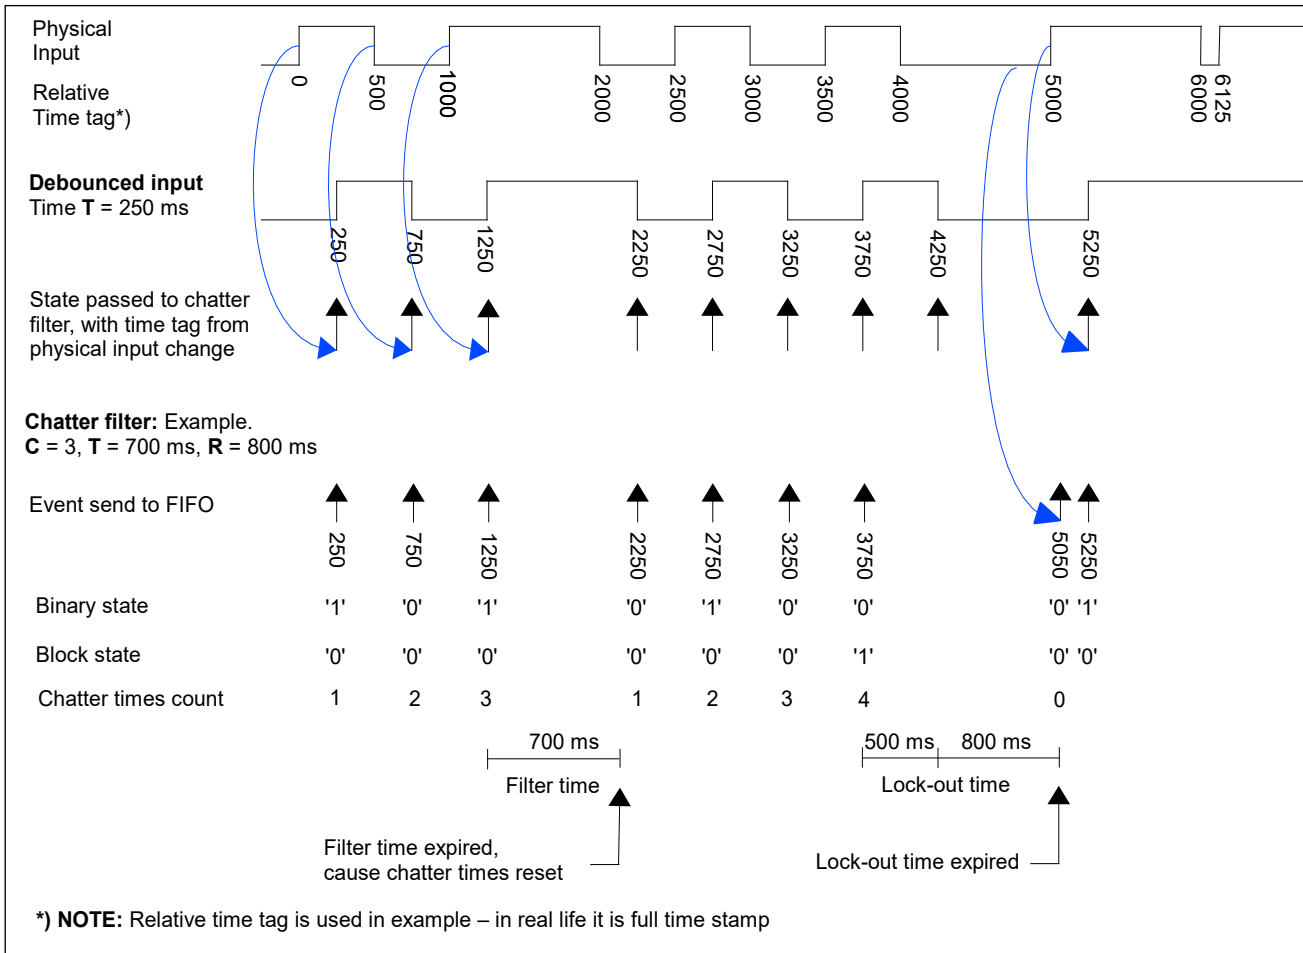 Physical
Input
Relative
Time tag*)
0 500 1000 2000 2500 3000 3500 4000 5000 6000 6125
Debounced input
Time T = 250 ms
250 750 1250 2250 2750 3250 3750 4250 5250
State passed to chatter
filter, with time tag from
physical input change
Chatter filter: Example.
C = 3, T = 700 ms, R = 800 ms
Event send to FIFO
250 750 1250 2250 2750 3250 3750 5050 5250
Binary state '1' '0' '1' '0' '1' '0' '0' '0' '1'
Block state '0' '0' '0' '0' '0' '0' '1' '0' '0'
Chatter times count 1 2 3 1 2 3 4 0
700 ms 500 ms 800 ms
Filter time Lock-out time
Filter time expired,
cause chatter times reset
Lock-out time expired
*) NOTE: Relative time tag is used in example – in real life it is full time stamp